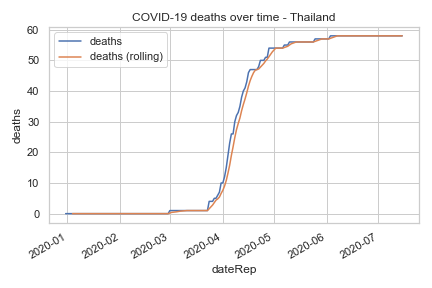 COVID-19 deaths over time - Thailand
deaths
deaths (rolling)
60
50
40
30
20
10
0
deaths
2020-01
2020-02
2020-03
2020-04
2020-05
2020-06
2020-07
dateRep